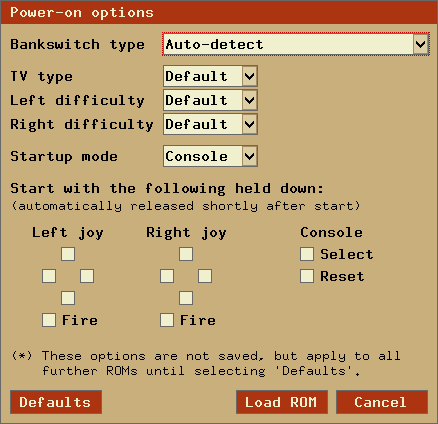 Power-on options
Bankswitch type Auto-detect
TV type Default
Left difficulty Default
Right difficulty Default
Startup mode Console
Start with the following held down:
(automatically released shortly after start)
Left joy Right joy Console
Select
Reset
Fire Fire
(*) These options are not saved, but apply to all
further ROMs until selecting 'Defaults'.
Defaults Load ROM Cancel